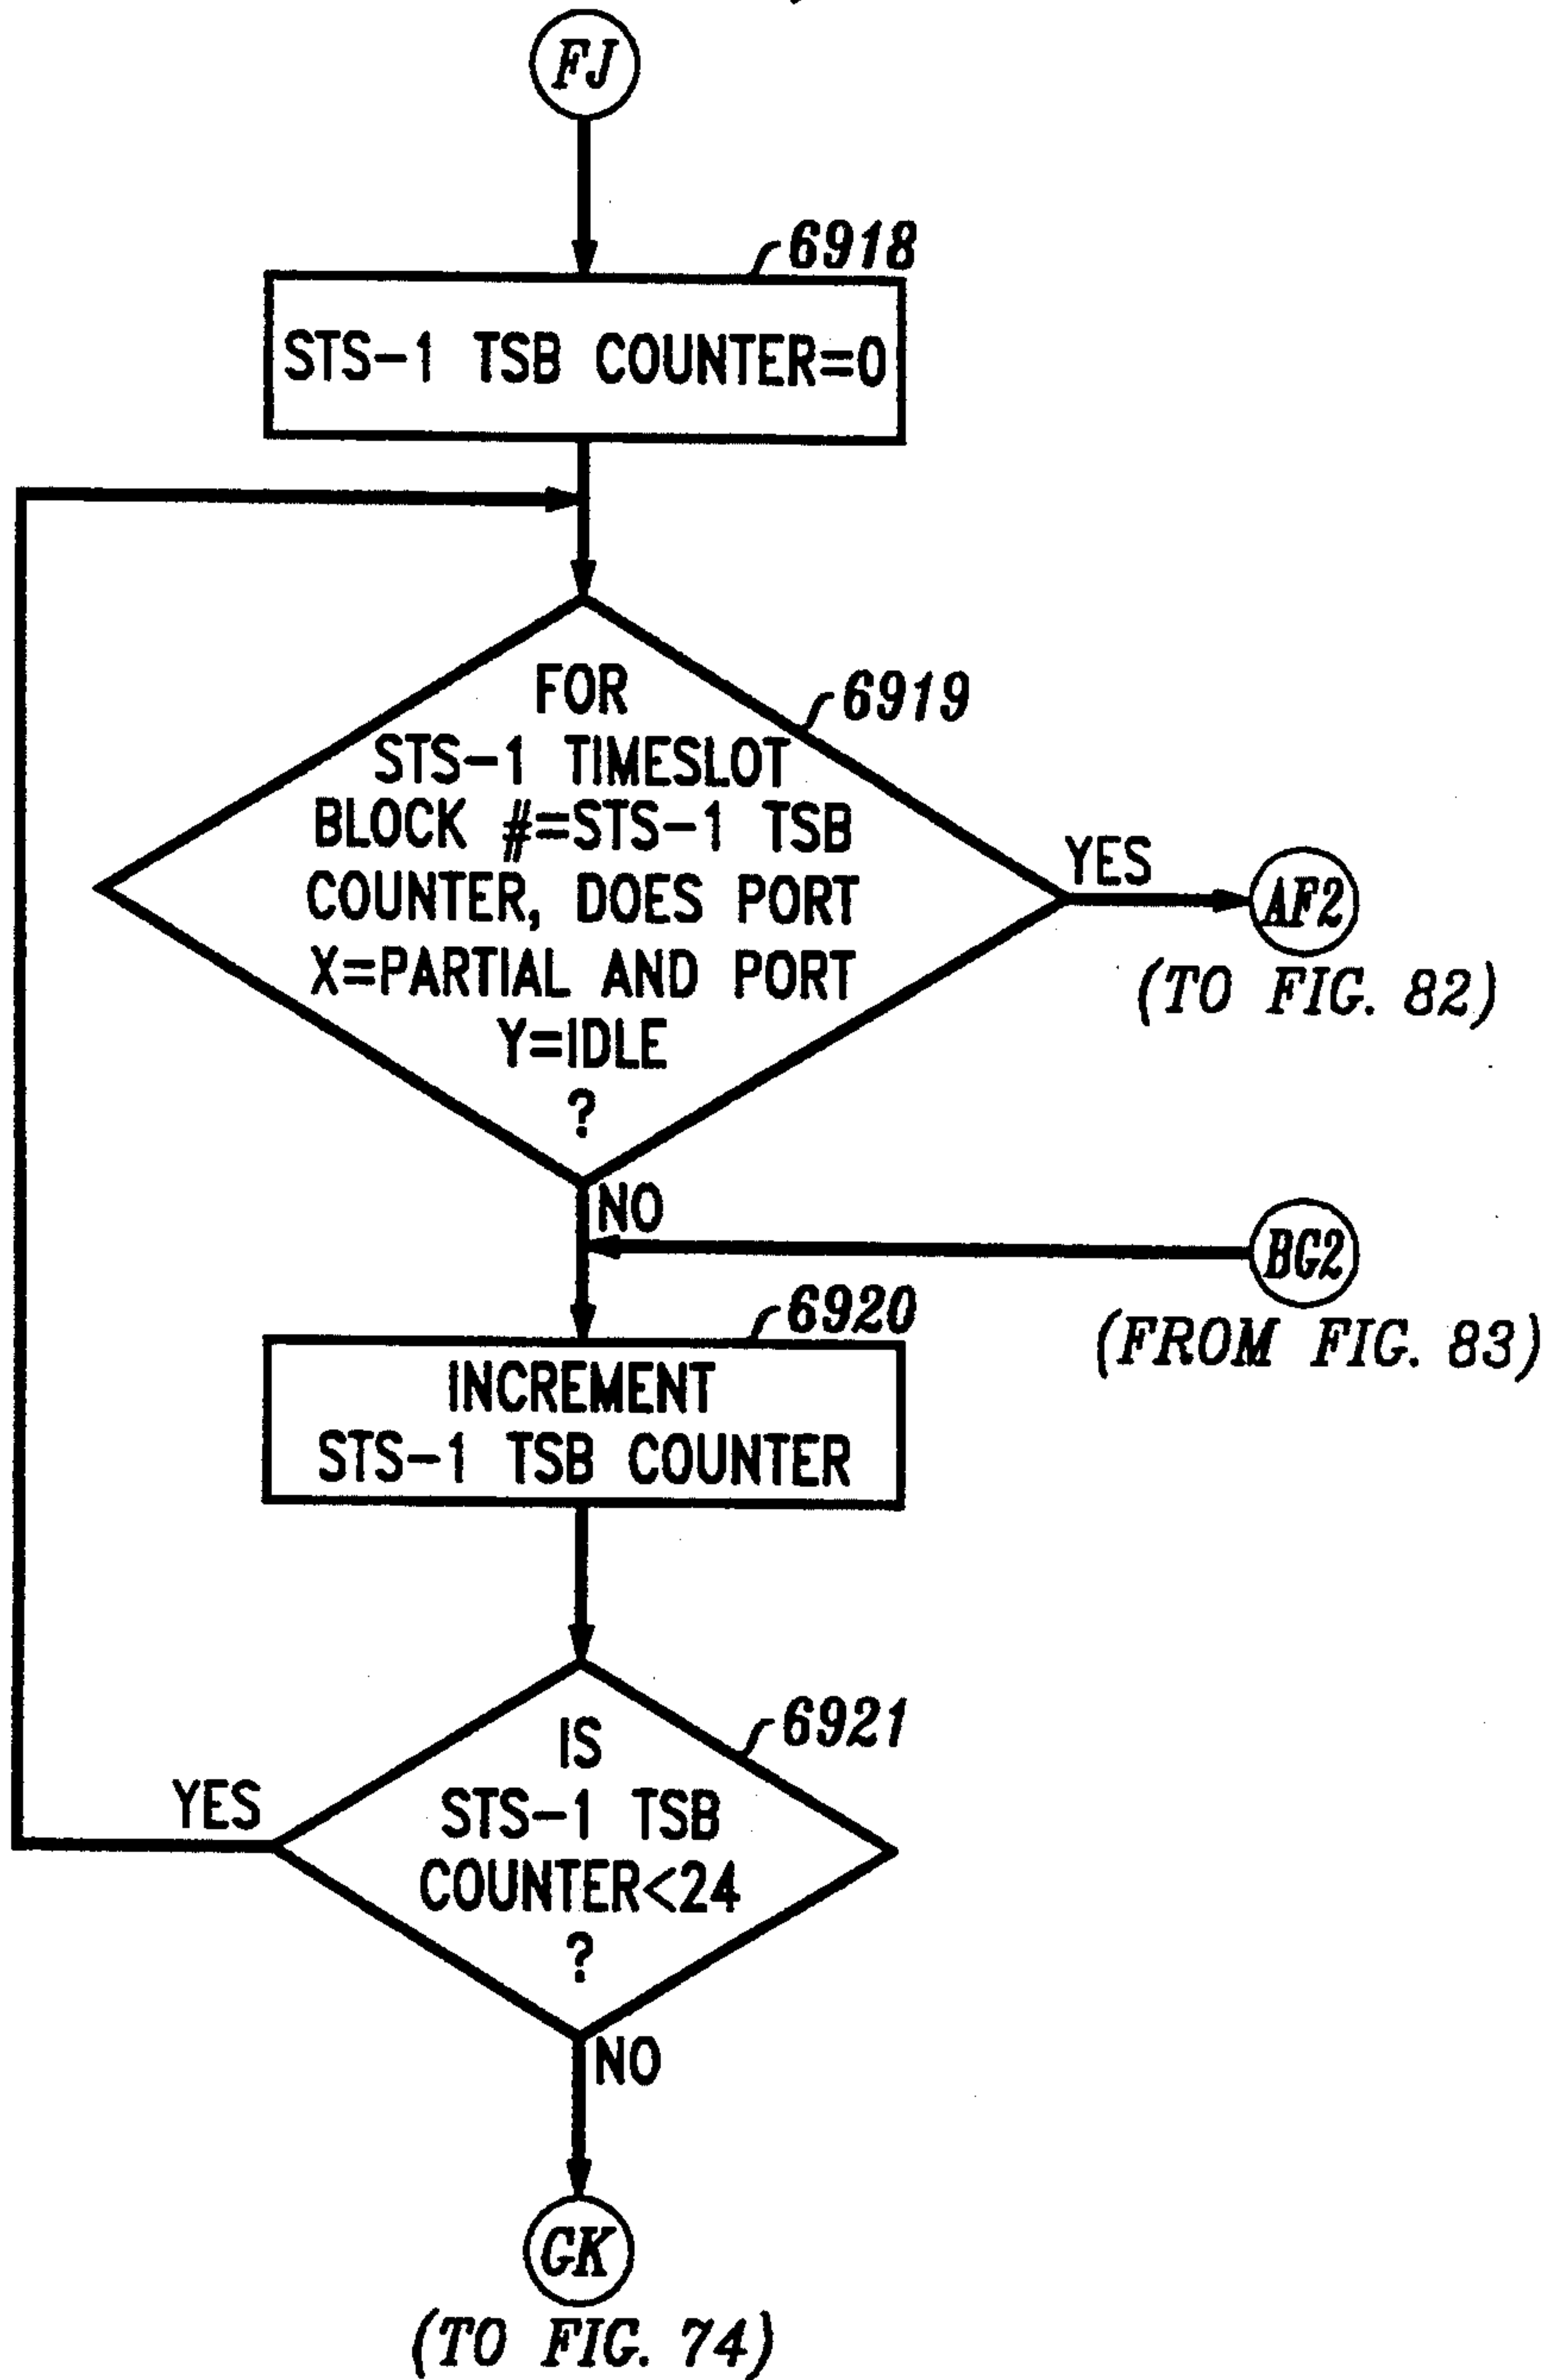 FJ
6918
STS-1 TSB COUNTER=0
FOR
6919
STS-1 TIMESLOT
BLOCK #=STS-1 TSB
COUNTER, DOES PORT
X=PARTIAL AND PORT
Y=IDLE
?
YES
AF2
(TO FIG. 82)
NO
BG2
(FROM FIG. 83)
6920
INCREMENT
STS-1 TSB COUNTER
6921
IS
STS-1 TSB
COUNTER<24
?
YES
NO
GK
(TO FIG. 74)